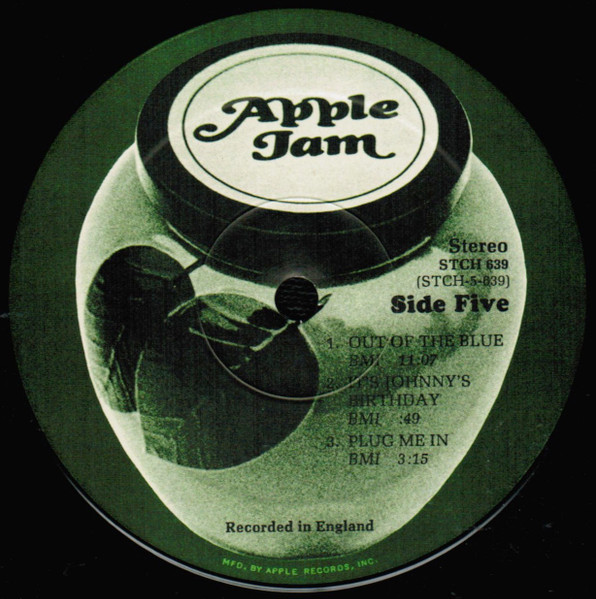 Apple
Jam
Stereo
STCH 639
(STCH-5-639)
Side Five
1. OUT OF THE BLUE
BMI 11:07
2. IT'S JOHNNY'S
BIRTHDAY
BMI :49
3. PLUG ME IN
BMI 3:15
Recorded in England
MFD. BY APPLE RECORDS, INC.